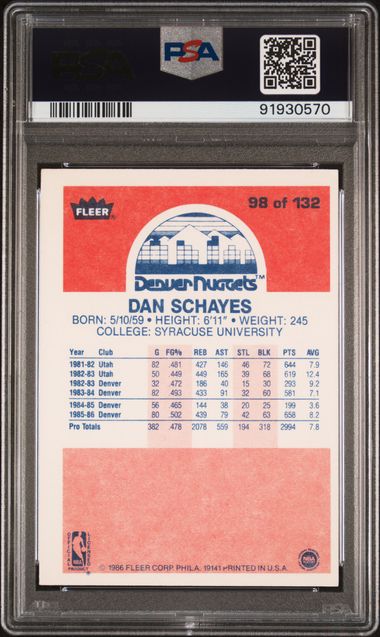 PSA
PSA
91930570
FLEER®
98 of 132
Denver Nuggets™
DAN SCHAYES
BORN: 5/10/59 • HEIGHT: 6'11" • WEIGHT: 245
COLLEGE: SYRACUSE UNIVERSITY
Year Club G FG% REB AST STL BLK PTS AVG
1981-82 Utah 82 .481 427 146 46 72 644 7.9
1982-83 Utah 50 .449 449 165 39 68 619 12.4
1982-83 Denver 32 .472 186 40 15 30 293 9.2
1983-84 Denver 82 .493 433 91 32 60 581 7.1
1984-85 Denver 56 .465 144 38 20 25 199 3.6
1985-86 Denver 80 .502 439 79 42 63 658 8.2
Pro Totals 382 .478 2078 559 194 318 2994 7.8
OFFICIAL LICENSED
NBA
PRODUCT
© 1986 FLEER CORP. PHILA. 19141 PRINTED IN U.S.A.